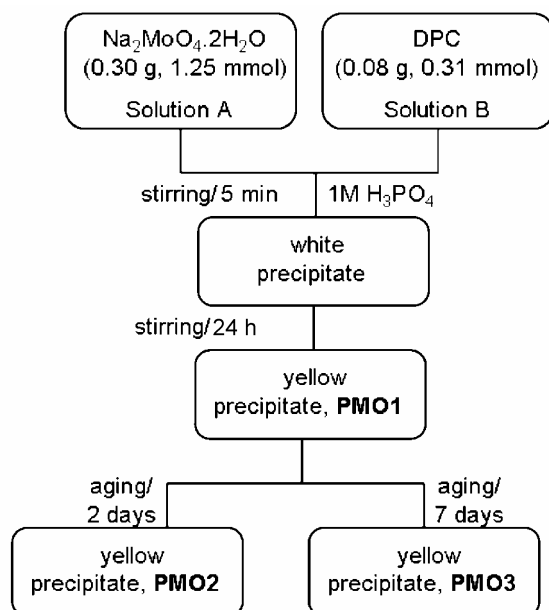 Na₂MoO₄.2H₂O
(0.30 g, 1.25 mmol)
Solution A
DPC
(0.08 g, 0.31 mmol)
Solution B
stirring/ 5 min
1M H₃PO₄
white
precipitate
stirring/24 h
yellow
precipitate, PMO1
aging/
2 days
aging/
7 days
yellow
precipitate, PMO2
yellow
precipitate, PMO3